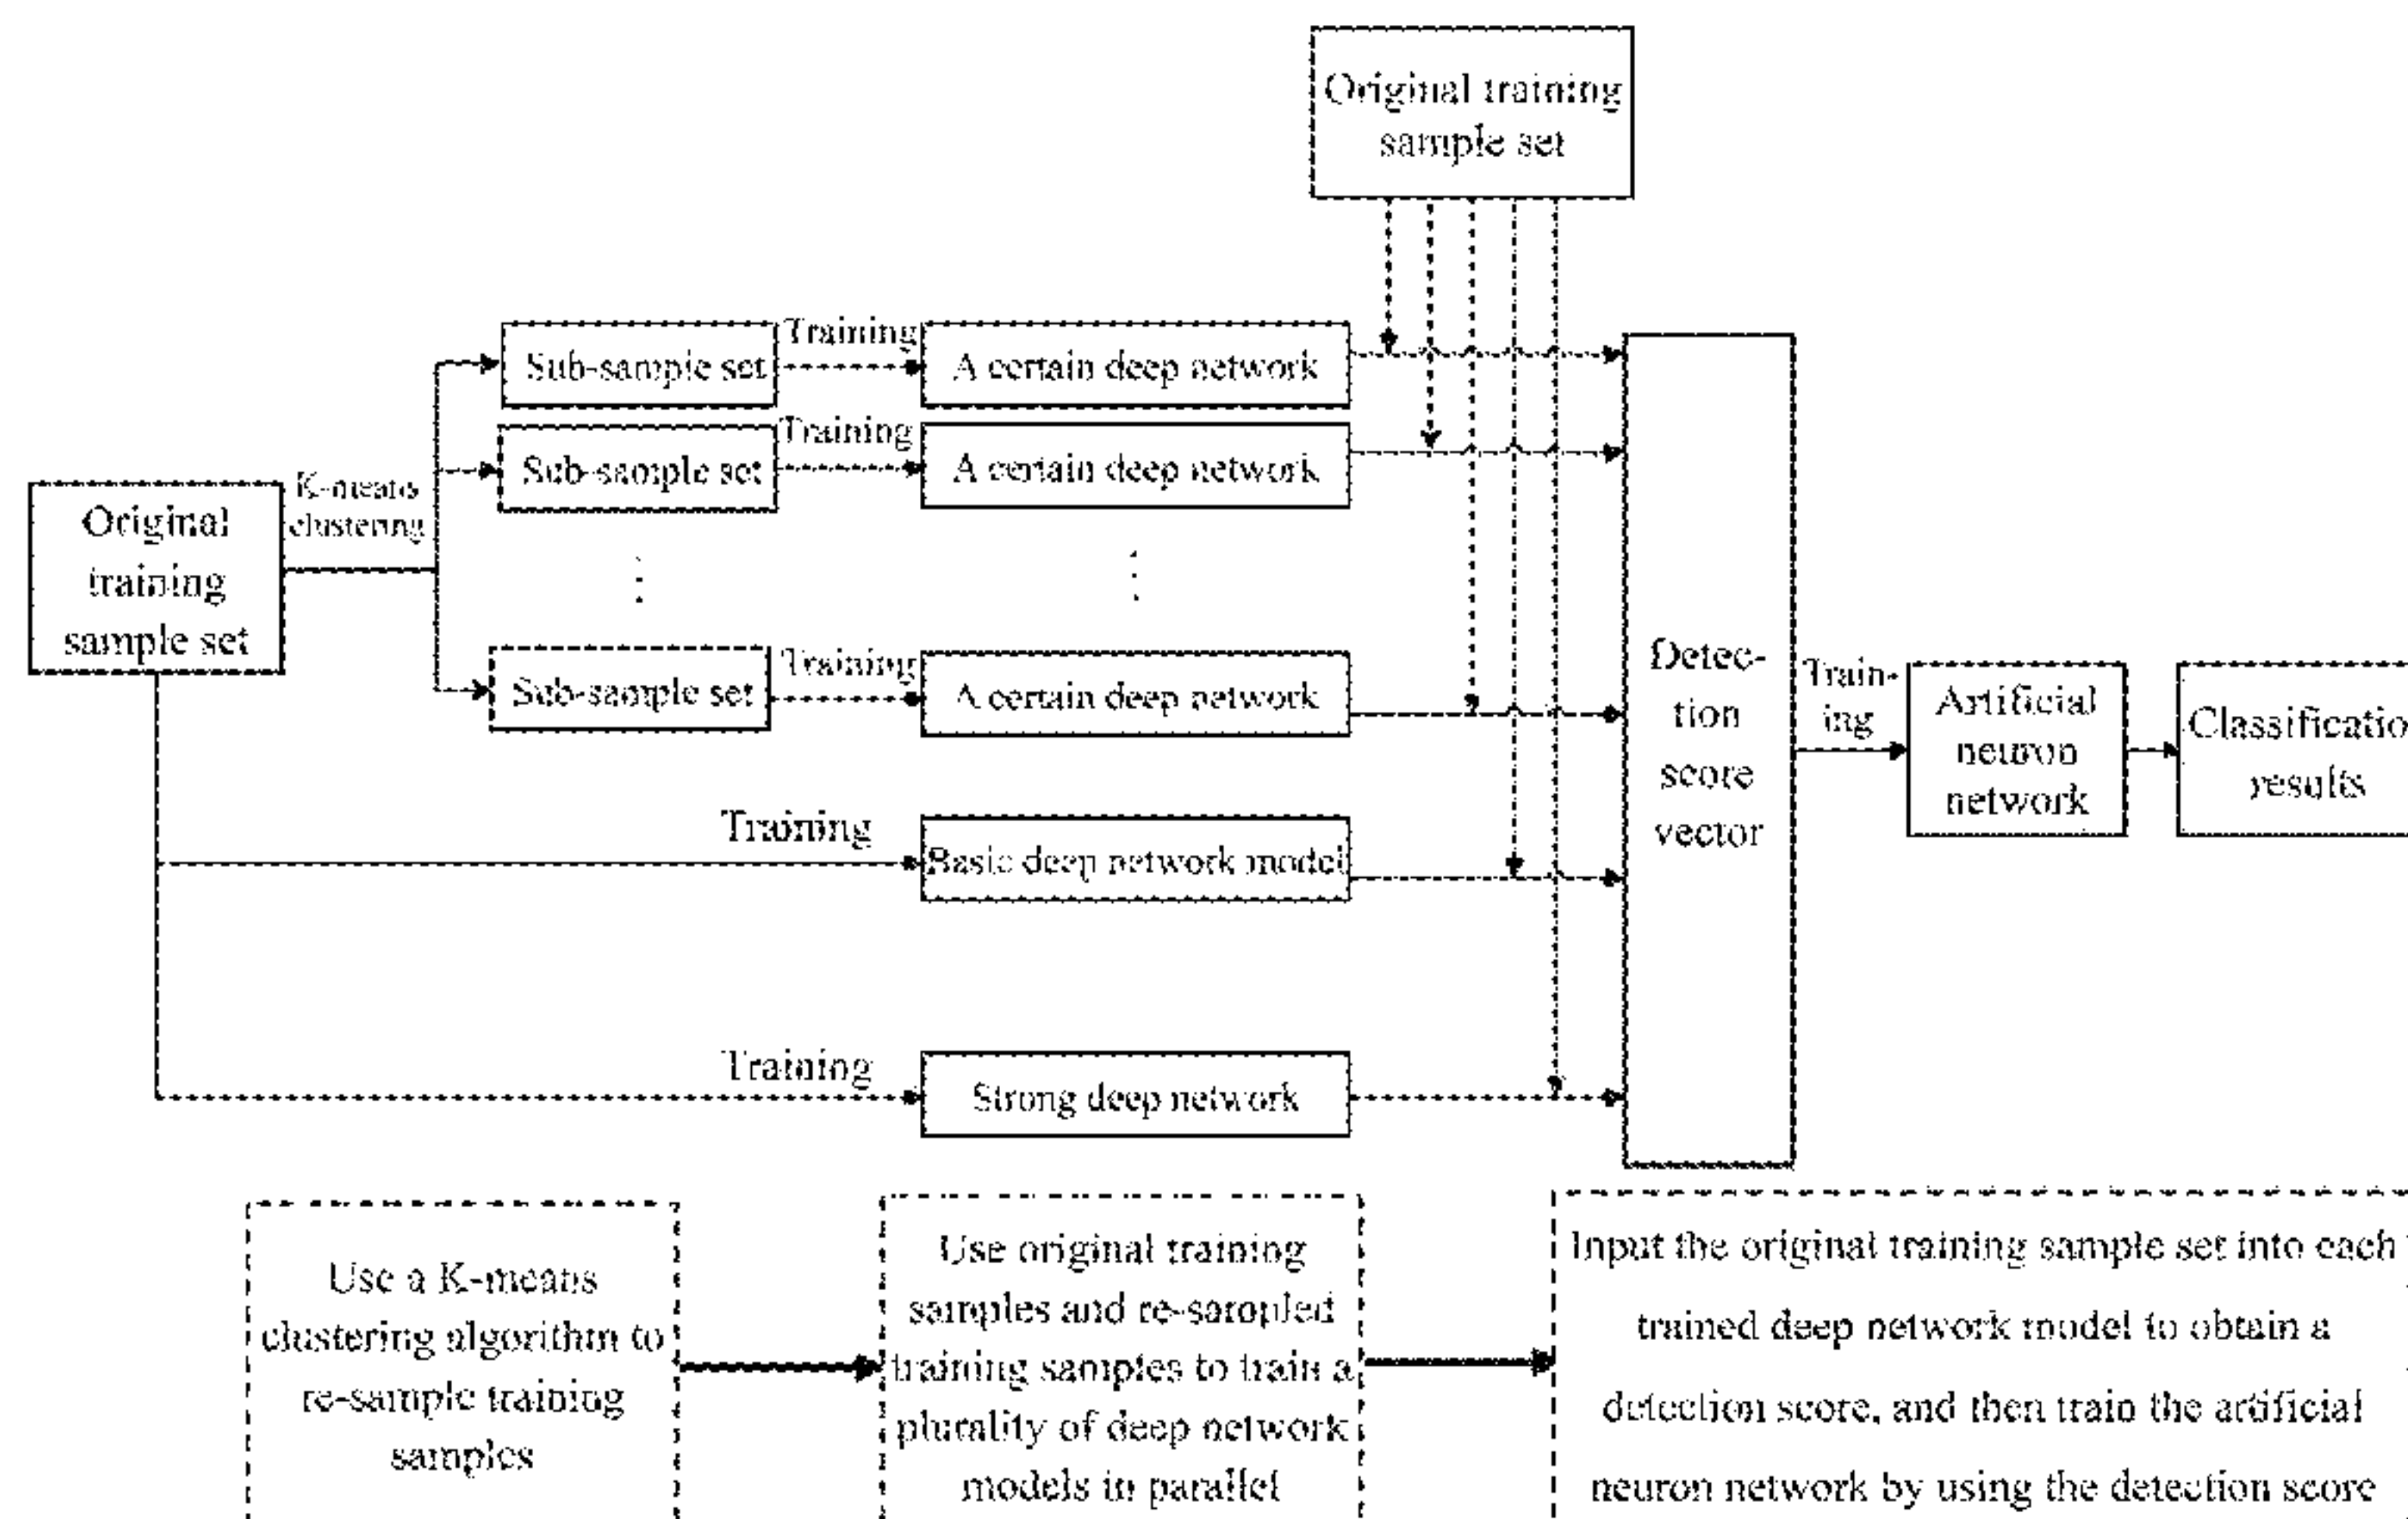 Original training
sample set
Training
Sub-sample set
A certain deep network
Training
Sub-sample set
A certain deep network
K-means
clustering
Original
training
sample set
Training
Sub-sample set
A certain deep network
Detec-
tion
score
vector
Train-
ing
Artificial
neuron
network
Classificatio
results
Training
Basic deep network model
Training
Strong deep network
Use a K-means
clustering algorithm to
re-sample training
samples
Use original training
samples and re-sampled
training samples to train a
plurality of deep network
models in parallel
Input the original training sample set into each
trained deep network model to obtain a
detection score, and then train the artificial
neuron network by using the detection score